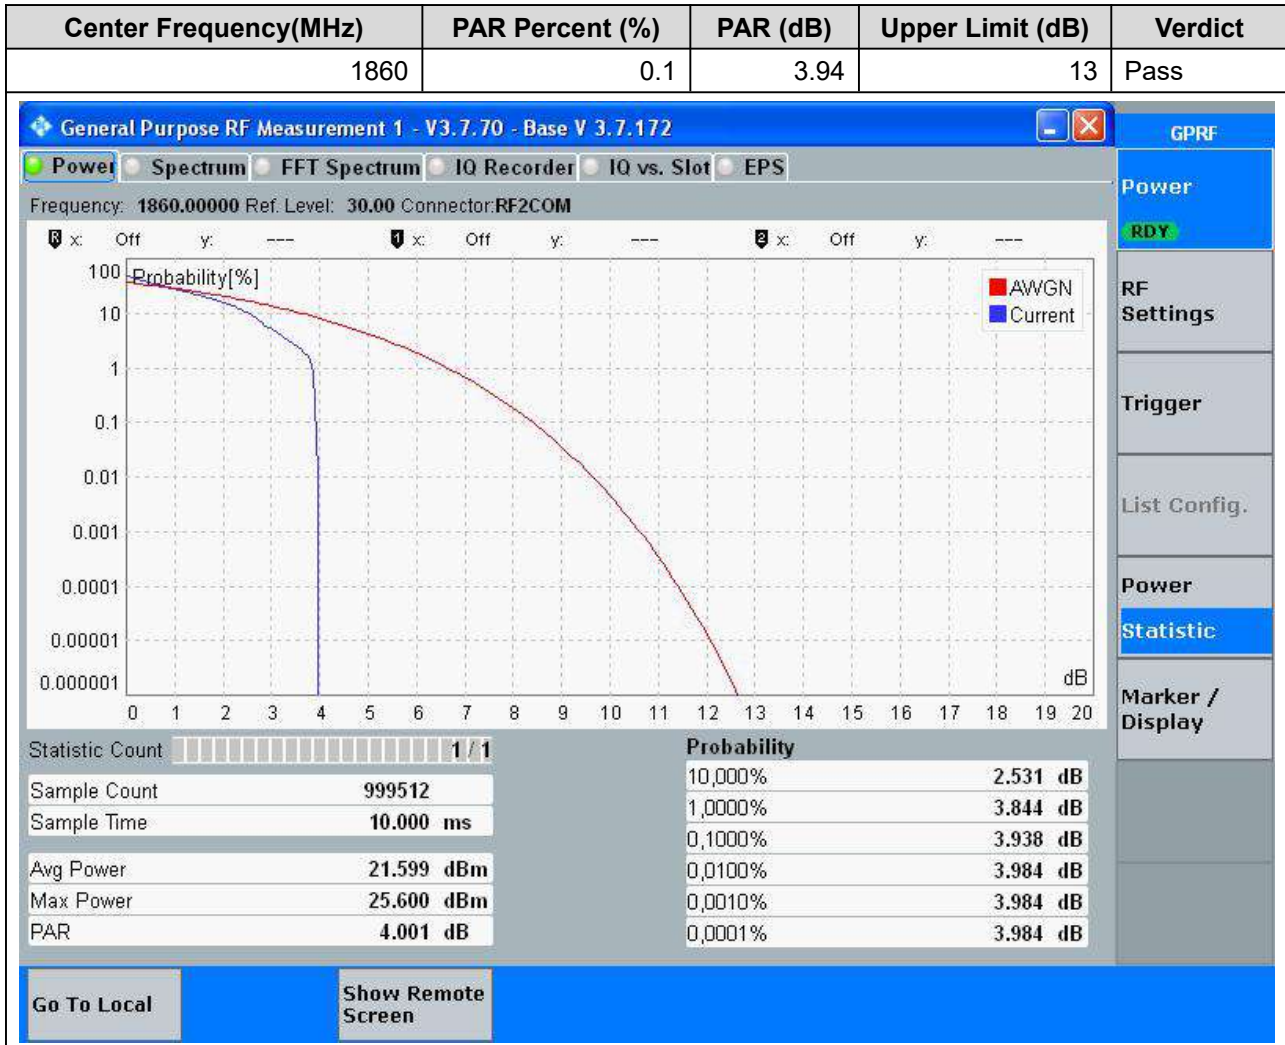 Center Frequency(MHz) PAR Percent (%) PAR (dB) Upper Limit (dB) Verdict
1860 0.1 3.94 13 Pass
General Purpose RF Measurement 1 - V3.7.70 - Base V 3.7.172
GPRF
Power Spectrum FFT Spectrum IQ Recorder IQ vs. Slot EPS
Power
RDY
Frequency: 1860.00000 Ref. Level: 30.00 Connector:RF2COM
R x: Off y: --- 1 x: Off y: --- 2 x: Off y: ---
Probability[%]
AWGN
Current
100
10
1
0.1
0.01
0.001
0.0001
0.00001
0.000001
dB
0 1 2 3 4 5 6 7 8 9 10 11 12 13 14 15 16 17 18 19 20
RF
Settings
Trigger
List Config.
Power
Statistic
Marker /
Display
Statistic Count 1 / 1
Sample Count 999512
Sample Time 10.000 ms
Avg Power 21.599 dBm
Max Power 25.600 dBm
PAR 4.001 dB
Probability
10,000% 2.531 dB
1,0000% 3.844 dB
0,1000% 3.938 dB
0,0100% 3.984 dB
0,0010% 3.984 dB
0,0001% 3.984 dB
Go To Local
Show Remote
Screen